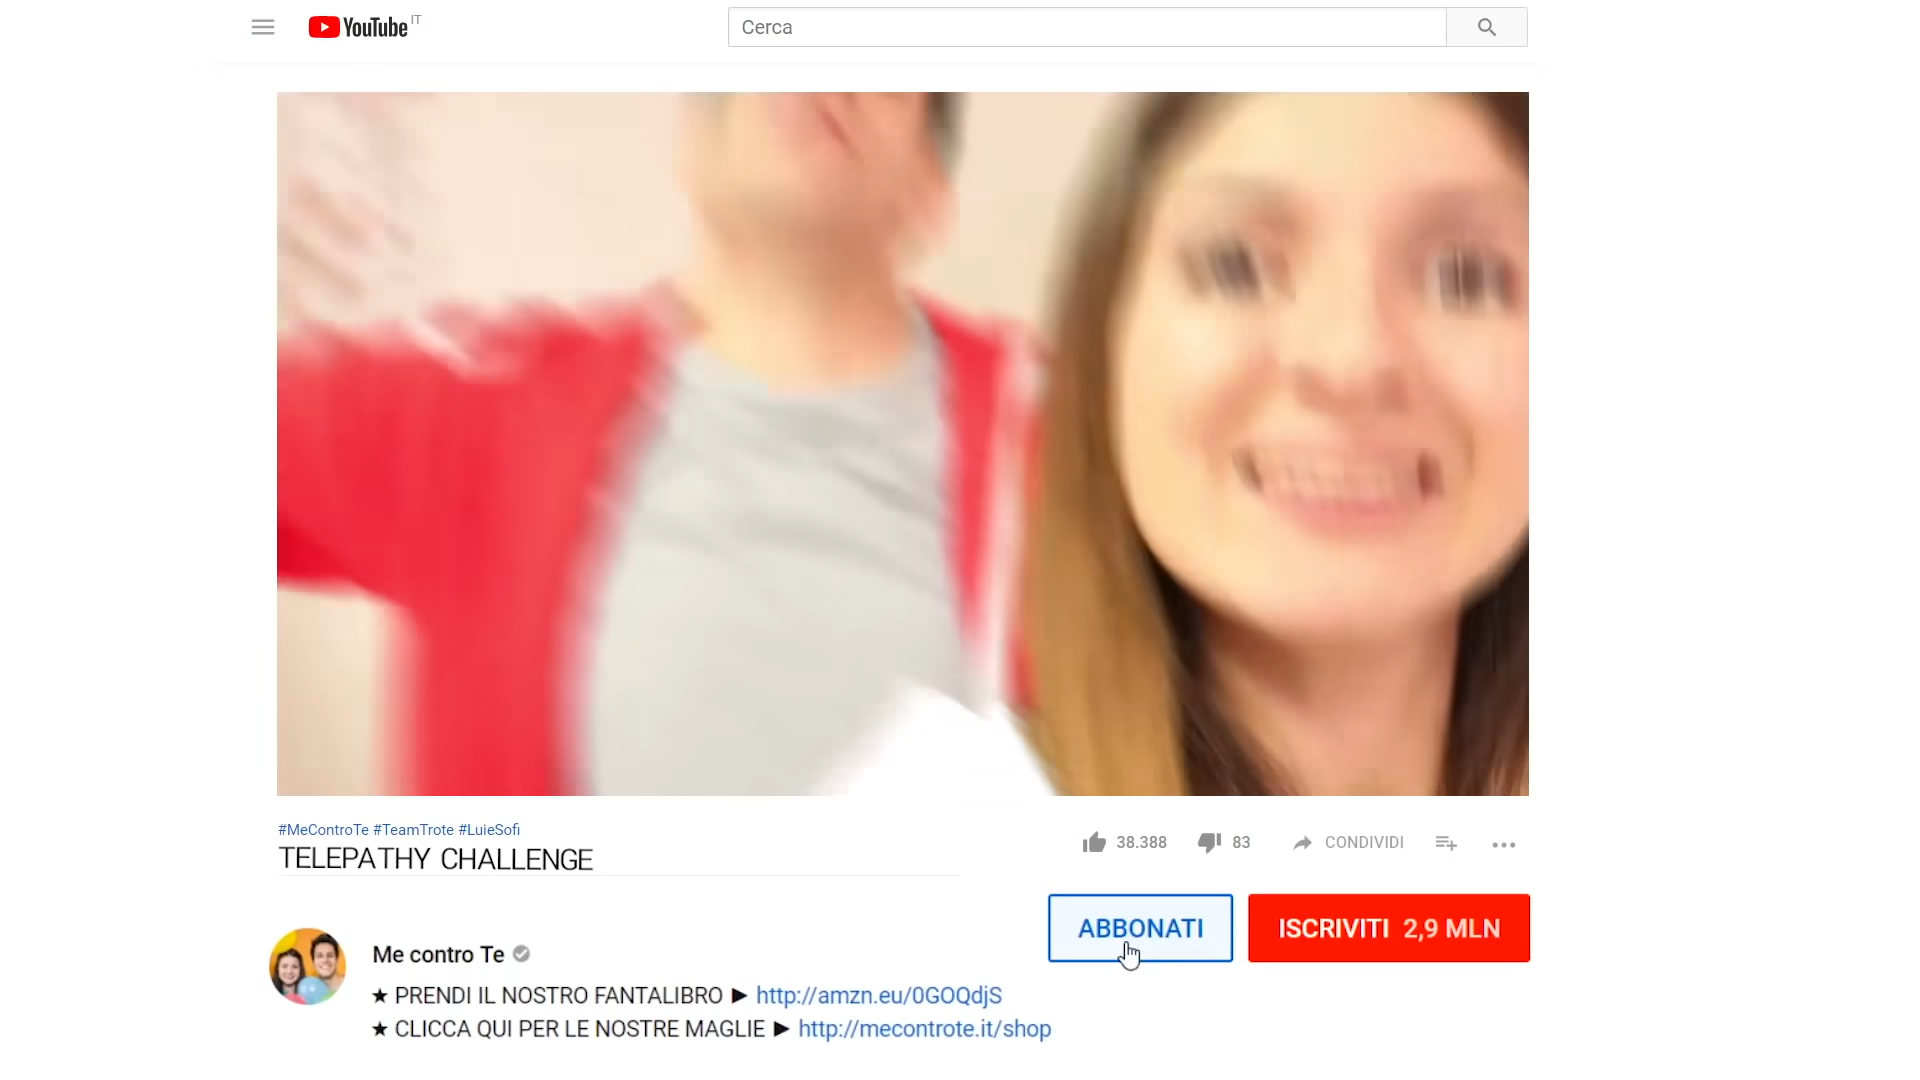 YouTube IT
Cerca
#MeControTe #TeamTrote #LuieSofi
TELEPATHY CHALLENGE
38.388
83
CONDIVIDI
ABBONATI
ISCRIVITI 2,9 MLN
Me contro Te
★ PRENDI IL NOSTRO FANTALIBRO ► http://amzn.eu/0GOQdjS
★ CLICCA QUI PER LE NOSTRE MAGLIE ► http://mecontrote.it/shop